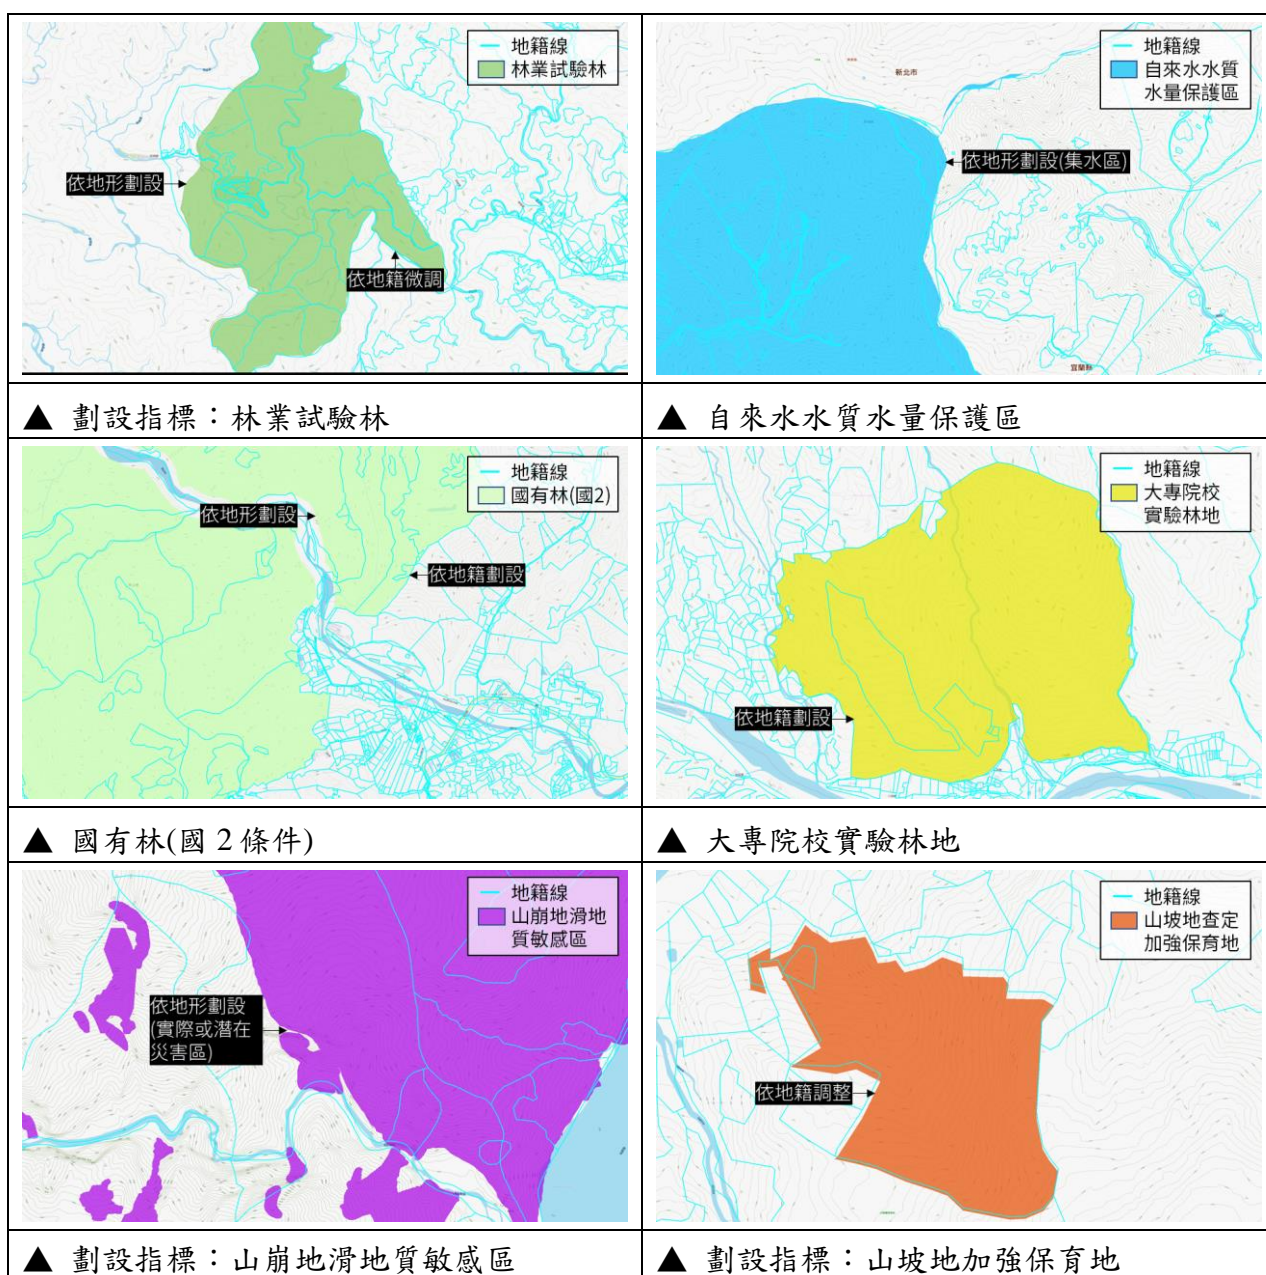 地籍線
林業試驗林
依地形劃設
依地籍微調
地籍線
自來水水質
水量保護區
新北市
依地形劃設(集水區)
宜蘭縣
▲ 劃設指標：林業試驗林
▲ 自來水水質水量保護區
地籍線
國有林(國2)
依地形劃設
依地籍劃設
地籍線
大專院校
實驗林地
依地籍劃設
▲ 國有林(國 2 條件)
▲ 大專院校實驗林地
地籍線
山崩地滑地
質敏感區
依地形劃設
(實際或潛在
災害區)
地籍線
山坡地查定
加強保育地
依地籍調整
▲ 劃設指標：山崩地滑地質敏感區
▲ 劃設指標：山坡地加強保育地